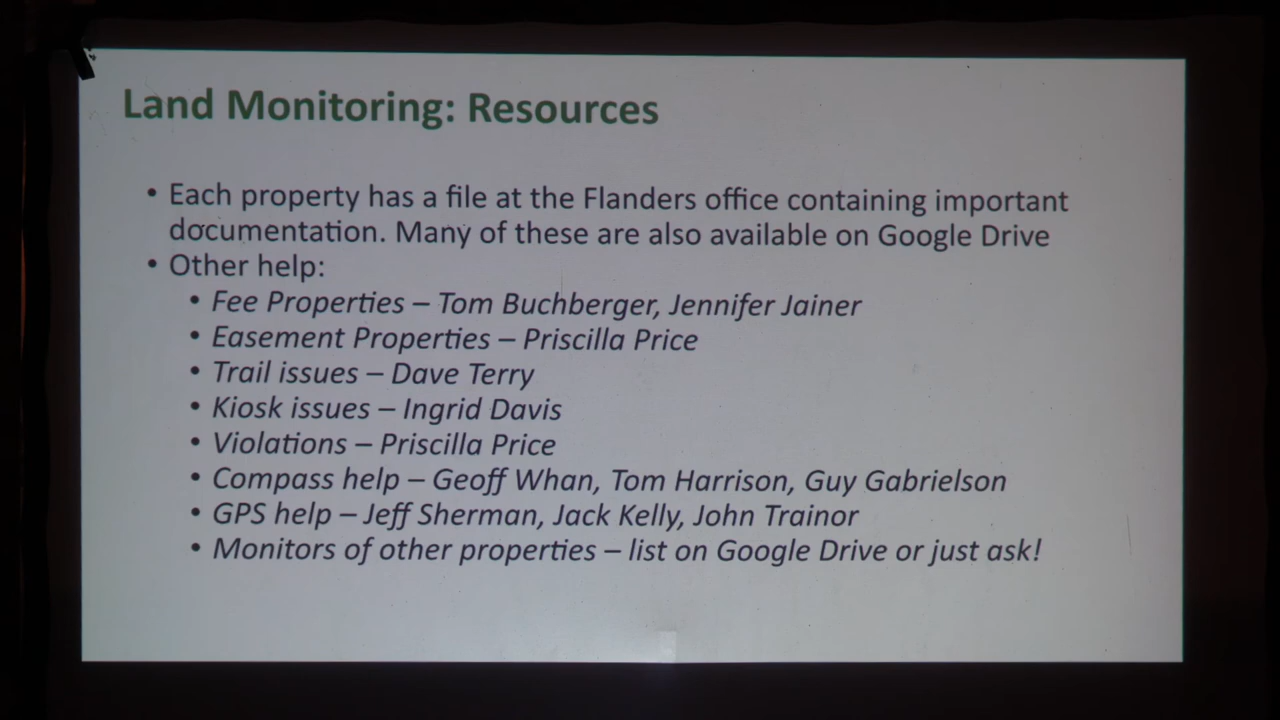 Land Monitoring: Resources
• Each property has a file at the Flanders office containing important
documentation. Many of these are also available on Google Drive
• Other help:
• Fee Properties – Tom Buchberger, Jennifer Jainer
• Easement Properties – Priscilla Price
• Trail issues – Dave Terry
• Kiosk issues – Ingrid Davis
• Violations – Priscilla Price
• Compass help – Geoff Whan, Tom Harrison, Guy Gabrielson
• GPS help – Jeff Sherman, Jack Kelly, John Trainor
• Monitors of other properties – list on Google Drive or just ask!